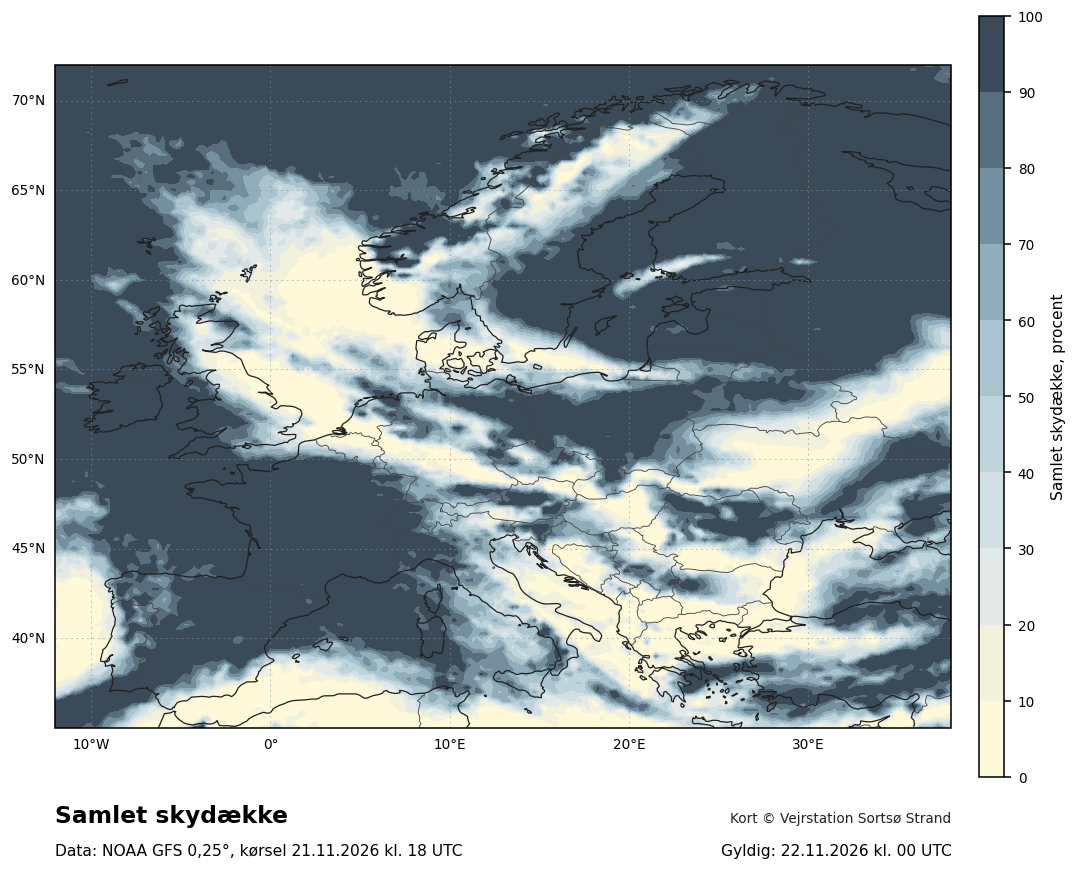 100
90
80
70
60
50
40
30
20
10
0
Samlet skydække, procent
70°N
65°N
60°N
55°N
50°N
45°N
40°N
10°W
0°
10°E
20°E
30°E
Samlet skydække
Kort © Vejrstation Sortsø Strand
Data: NOAA GFS 0,25°, kørsel 21.11.2026 kl. 18 UTC
Gyldig: 22.11.2026 kl. 00 UTC